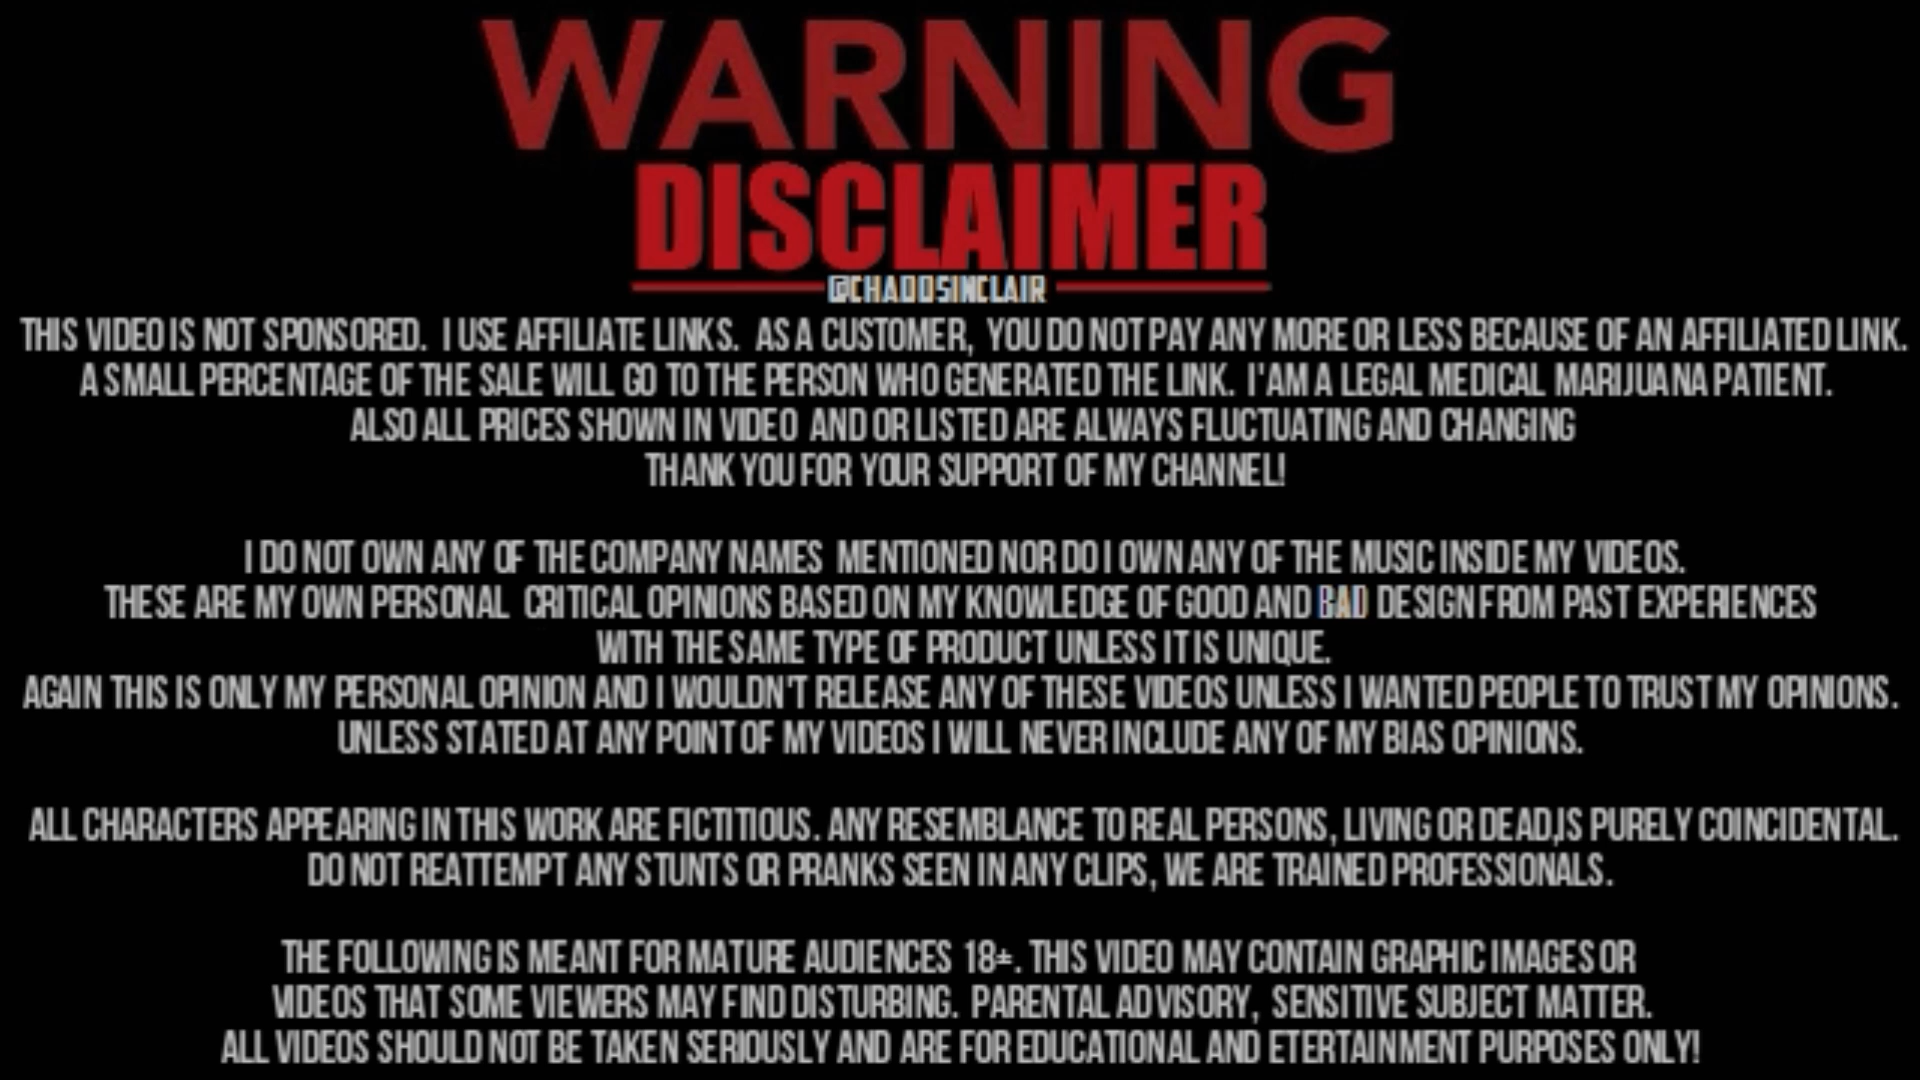 WARNING
DISCLAIMER
@CHADDSINCLAIR
THIS VIDEO IS NOT SPONSORED. I USE AFFILIATE LINKS. AS A CUSTOMER, YOU DO NOT PAY ANY MORE OR LESS BECAUSE OF AN AFFILIATED LINK.
A SMALL PERCENTAGE OF THE SALE WILL GO TO THE PERSON WHO GENERATED THE LINK. I'AM A LEGAL MEDICAL MARIJUANA PATIENT.
ALSO ALL PRICES SHOWN IN VIDEO AND OR LISTED ARE ALWAYS FLUCTUATING AND CHANGING
THANK YOU FOR YOUR SUPPORT OF MY CHANNEL!
I DO NOT OWN ANY OF THE COMPANY NAMES MENTIONED NOR DO I OWN ANY OF THE MUSIC INSIDE MY VIDEOS.
THESE ARE MY OWN PERSONAL CRITICAL OPINIONS BASED ON MY KNOWLEDGE OF GOOD AND BAD DESIGN FROM PAST EXPERIENCES
WITH THE SAME TYPE OF PRODUCT UNLESS IT IS UNIQUE.
AGAIN THIS IS ONLY MY PERSONAL OPINION AND I WOULDN'T RELEASE ANY OF THESE VIDEOS UNLESS I WANTED PEOPLE TO TRUST MY OPINIONS.
UNLESS STATED AT ANY POINT OF MY VIDEOS I WILL NEVER INCLUDE ANY OF MY BIAS OPINIONS.
ALL CHARACTERS APPEARING IN THIS WORK ARE FICTITIOUS. ANY RESEMBLANCE TO REAL PERSONS, LIVING OR DEAD,IS PURELY COINCIDENTAL.
DO NOT REATTEMPT ANY STUNTS OR PRANKS SEEN IN ANY CLIPS, WE ARE TRAINED PROFESSIONALS.
THE FOLLOWING IS MEANT FOR MATURE AUDIENCES 18+. THIS VIDEO MAY CONTAIN GRAPHIC IMAGES OR
VIDEOS THAT SOME VIEWERS MAY FIND DISTURBING. PARENTAL ADVISORY, SENSITIVE SUBJECT MATTER.
ALL VIDEOS SHOULD NOT BE TAKEN SERIOUSLY AND ARE FOR EDUCATIONAL AND ETERTAINMENT PURPOSES ONLY!